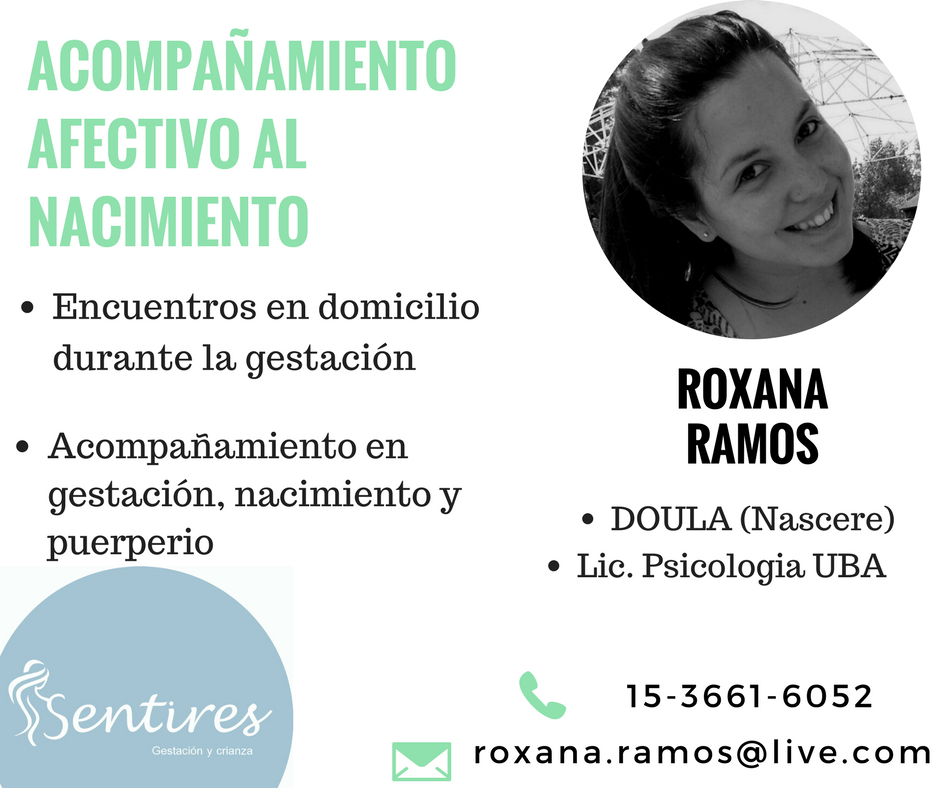 ACOMPAÑAMIENTO
AFECTIVO AL
NACIMIENTO
• Encuentros en domicilio
durante la gestación
• Acompañamiento en
gestación, nacimiento y
puerperio
Sentires
Gestación y crianza
ROXANA
RAMOS
• DOULA (Nascere)
• Lic. Psicologia UBA
15-3661-6052
roxana.ramos@live.com